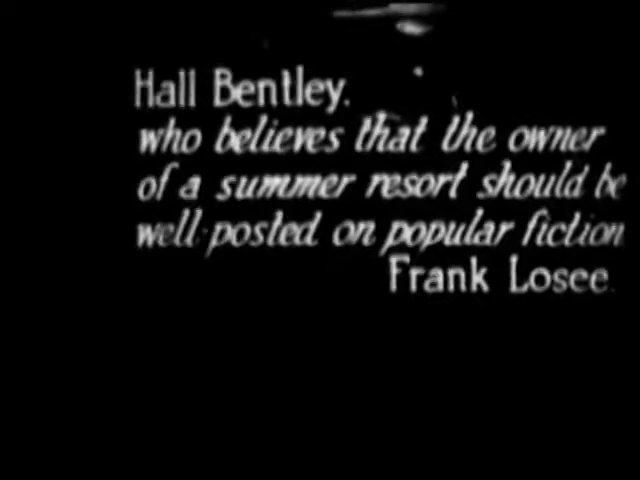 Hall Bentley.
who believes that the owner
of a summer resort should be
well posted on popular fiction
Frank Losee.